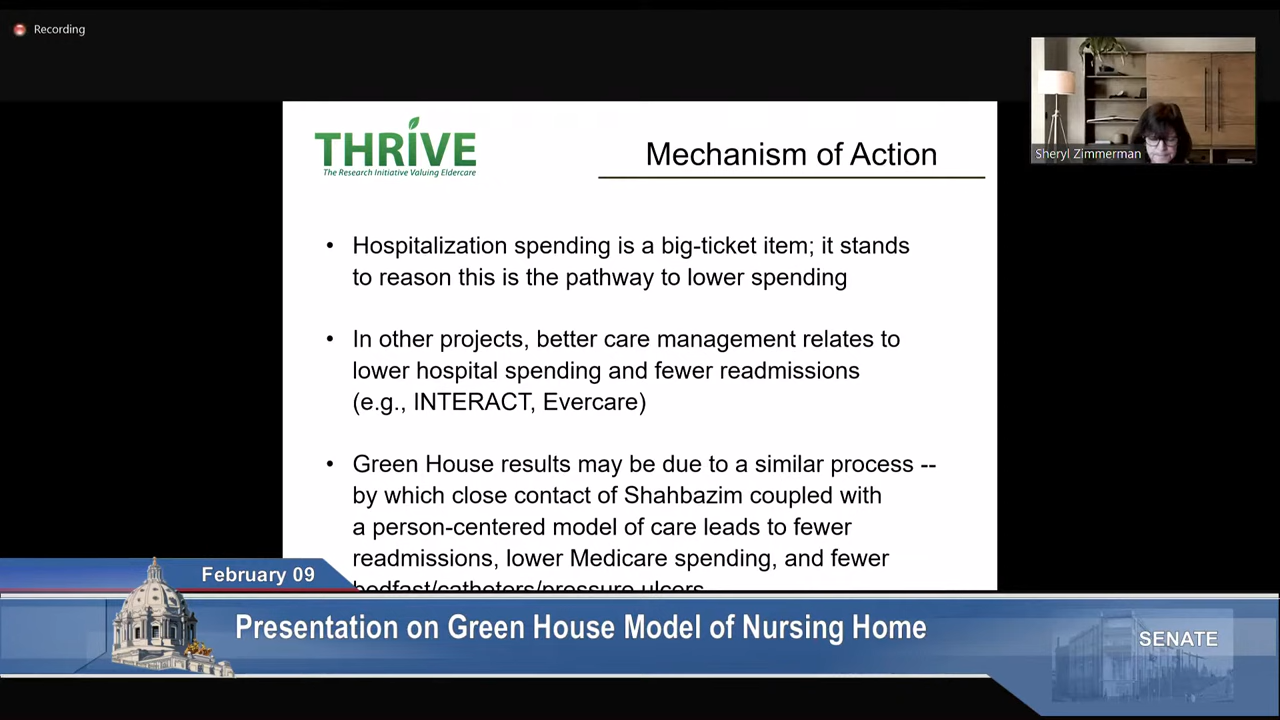 Recording
Sheryl Zimmerman
THRIVE
The Research Initiative Valuing Eldercare
Mechanism of Action
• Hospitalization spending is a big-ticket item; it stands
to reason this is the pathway to lower spending
• In other projects, better care management relates to
lower hospital spending and fewer readmissions
(e.g., INTERACT, Evercare)
• Green House results may be due to a similar process --
by which close contact of Shahbazim coupled with
a person-centered model of care leads to fewer
readmissions, lower Medicare spending, and fewer
bedfast/catheters/pressure ulcers
February 09
Presentation on Green House Model of Nursing Home
SENATE